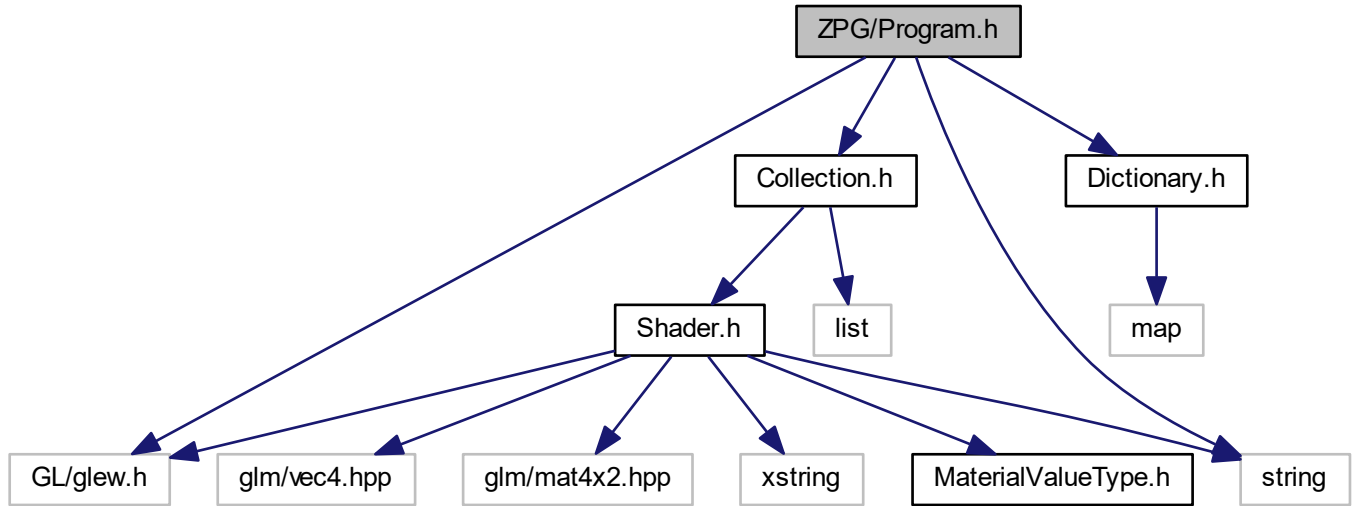 ZPG/Program.h
Collection.h
Dictionary.h
Shader.h
list
map
GL/glew.h
glm/vec4.hpp
glm/mat4x2.hpp
xstring
MaterialValueType.h
string